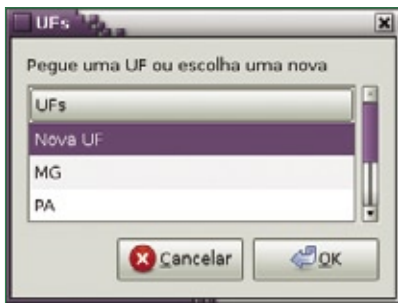 UFs
Pegue uma UF ou escolha uma nova
UFs
Nova UF
MG
PA
Cancelar
OK